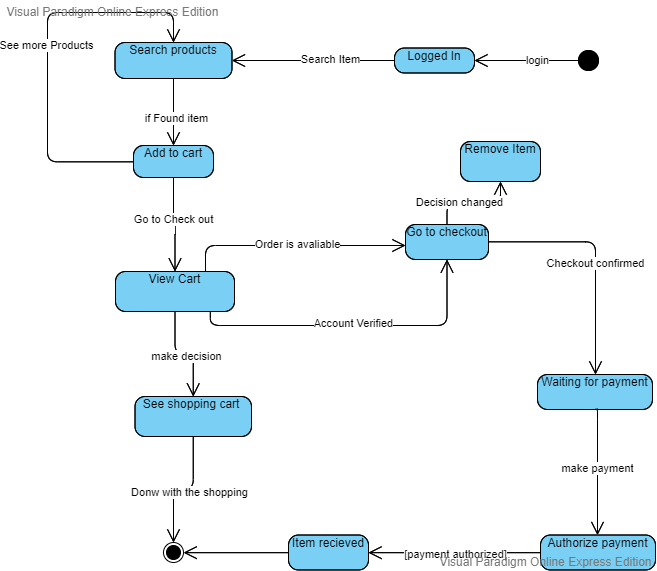 Visual Paradigm Online Express Edition
See more Products
Search products
Search Item
Logged In
login
if Found item
Add to cart
Remove Item
Decision changed
Go to Check out
Go to checkout
Order is avaliable
Checkout confirmed
View Cart
Account Verified
make decision
Waiting for payment
See shopping cart
make payment
Donw with the shopping
Item recieved
[payment authorized]
Authorize payment
Visual Paradigm Online Express Edition